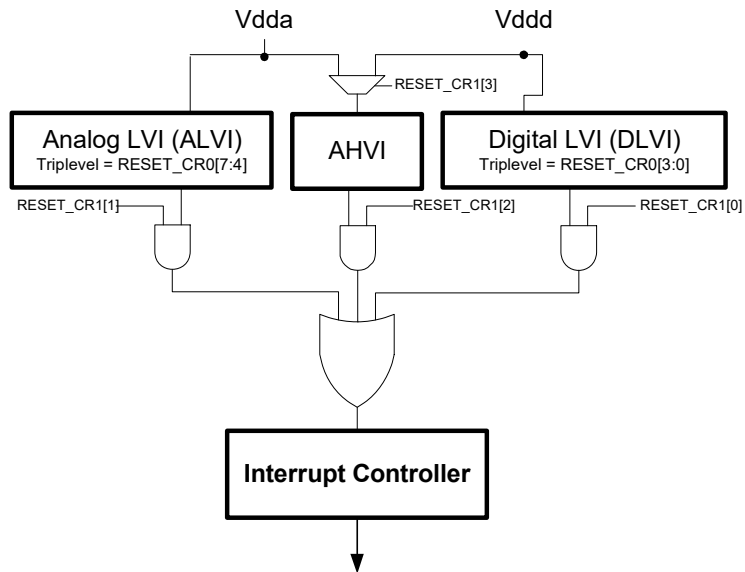 Vdda
Vddd
RESET_CR1[3]
Analog LVI (ALVI)
Triplevel = RESET_CR0[7:4]
AHVI
Digital LVI (DLVI)
Triplevel = RESET_CR0[3:0]
RESET_CR1[1]
RESET_CR1[2]
RESET_CR1[0]
Interrupt Controller